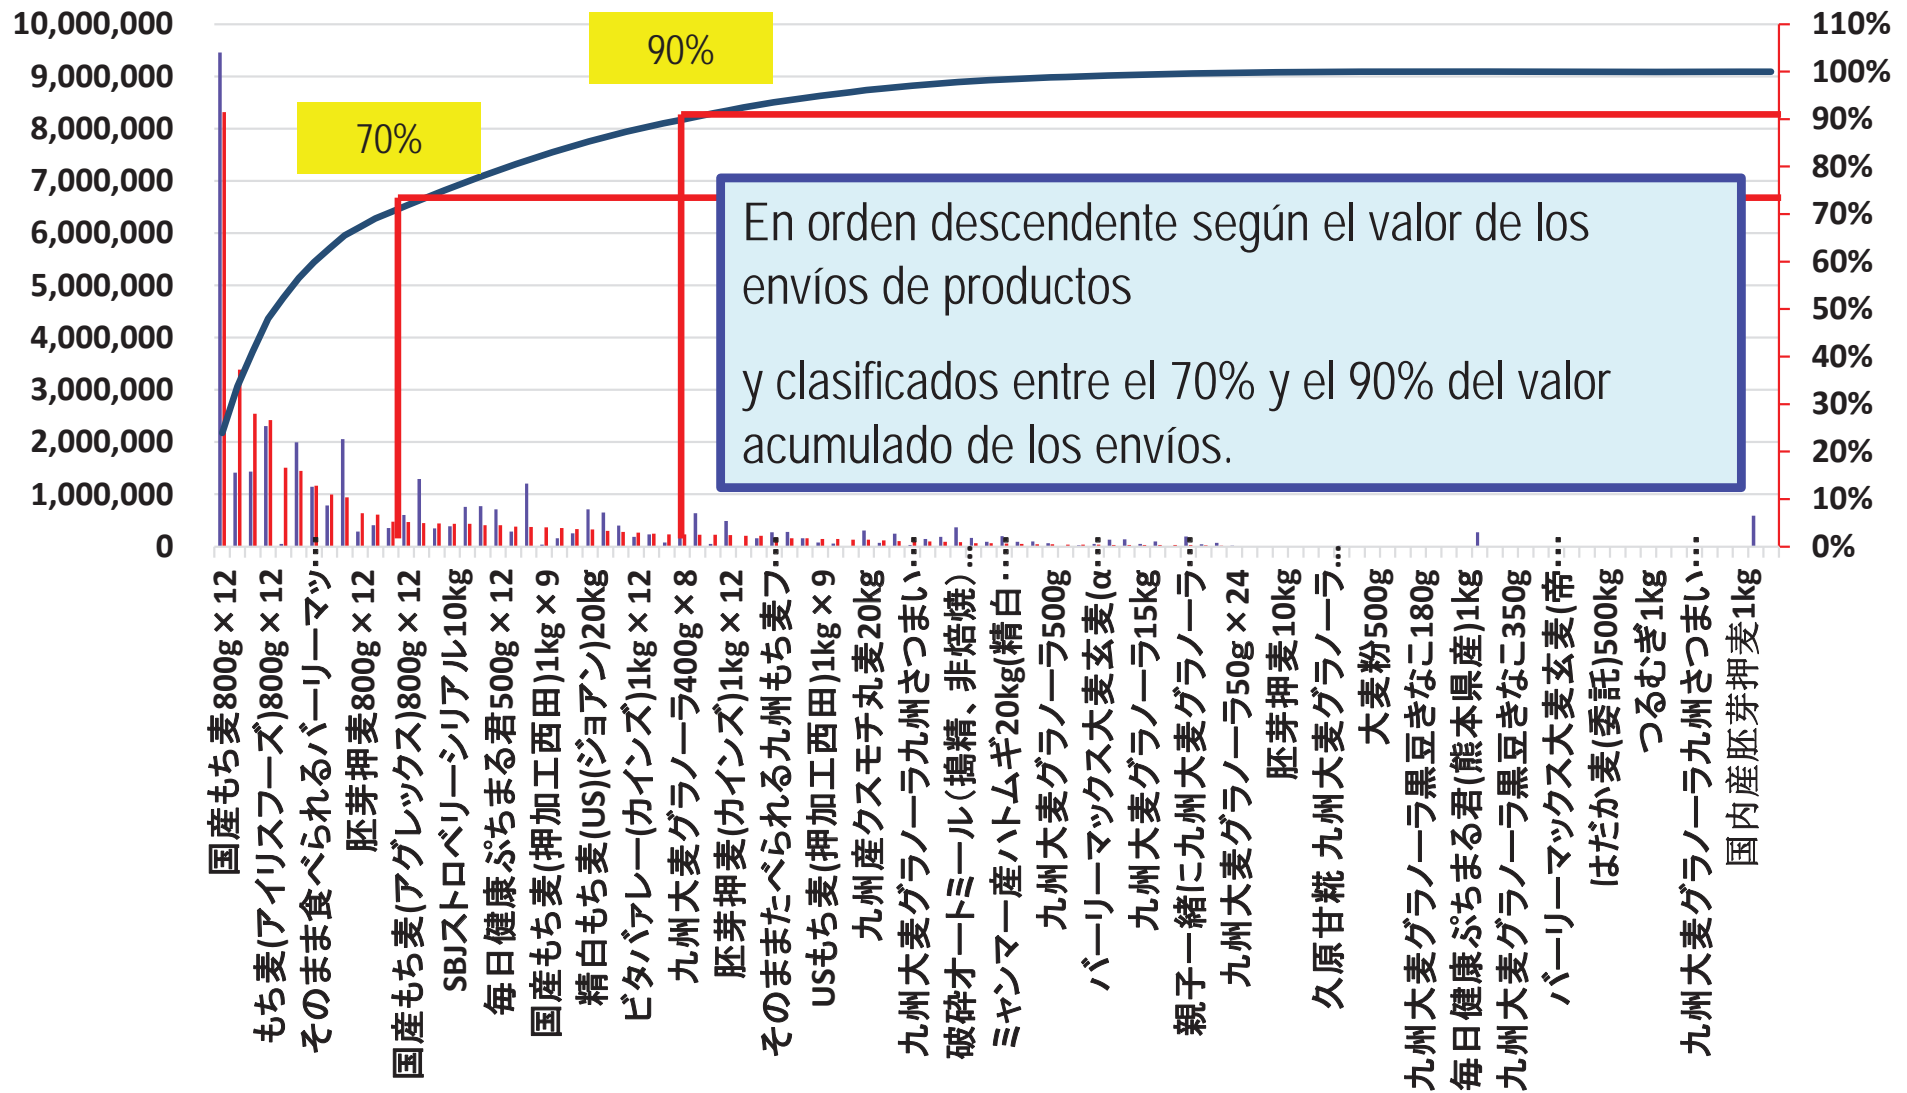 10,000,000
9,000,000
8,000,000
7,000,000
6,000,000
5,000,000
4,000,000
3,000,000
2,000,000
1,000,000
0
110%
100%
90%
80%
70%
60%
50%
40%
30%
20%
10%
0%
90%
70%
En orden descendente según el valor de los
envíos de productos
y clasificados entre el 70% y el 90% del valor
acumulado de los envíos.
国産もち麦800g×12
もち麦(アイリスフーズ)800g×12
そのまま食べられるバーリーマッ…
胚芽押麦800g×12
国産もち麦(アグレックス)800g×12
SBJストロベリーシリアル10kg
毎日健康ぷちまる君500g×12
国産もち麦(押加工西田)1kg×9
精白もち麦(US)(ジョアン)20kg
ビタバァレー(カインズ)1kg×12
九州大麦グラノーラ400g×8
胚芽押麦(カインズ)1kg×12
そのままたべられる九州もち麦フ…
USもち麦(押加工西田)1kg×9
九州産クスモチ丸麦20kg
九州大麦グラノーラ九州さつまい…
破砕オートミール(搗精、非焙焼)…
ミャンマー産ハトムギ20kg(精白…
九州大麦グラノーラ500g
バーリーマックス大麦玄麦(α…
九州大麦グラノーラ15kg
親子一緒に九州大麦グラノーラ…
九州大麦グラノーラ50g×24
胚芽押麦10kg
久原甘糀 九州大麦グラノーラ…
大麦粉500g
九州大麦グラノーラ黒豆きなこ180g
毎日健康ぷちまる君(熊本県産)1kg
九州大麦グラノーラ黒豆きなこ350g
バーリーマックス大麦玄麦(帝…
はだか麦(委託)500kg
つるむぎ1kg
九州大麦グラノーラ九州さつまい…
国内産胚芽押麦1kg